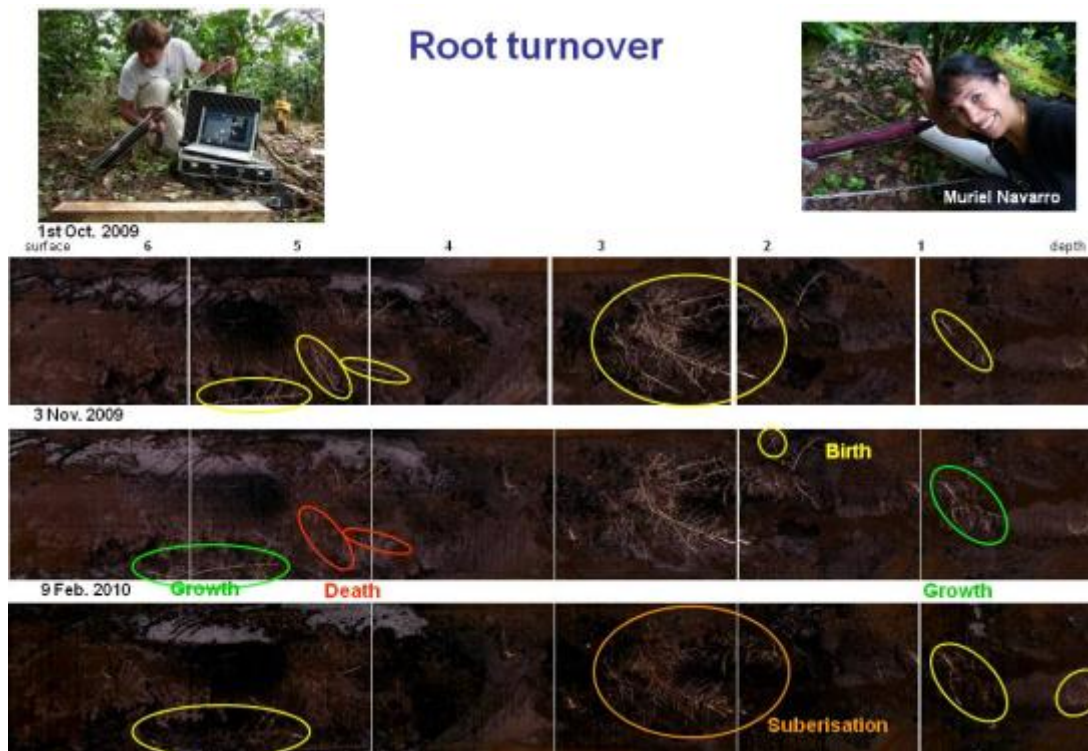 Root turnover
Muriel Navarro
1st Oct. 2009
surface 6 5 4 3 2 1 depth
3 Nov. 2009
Birth
9 Feb. 2010 Growth Death Growth
Suberisation